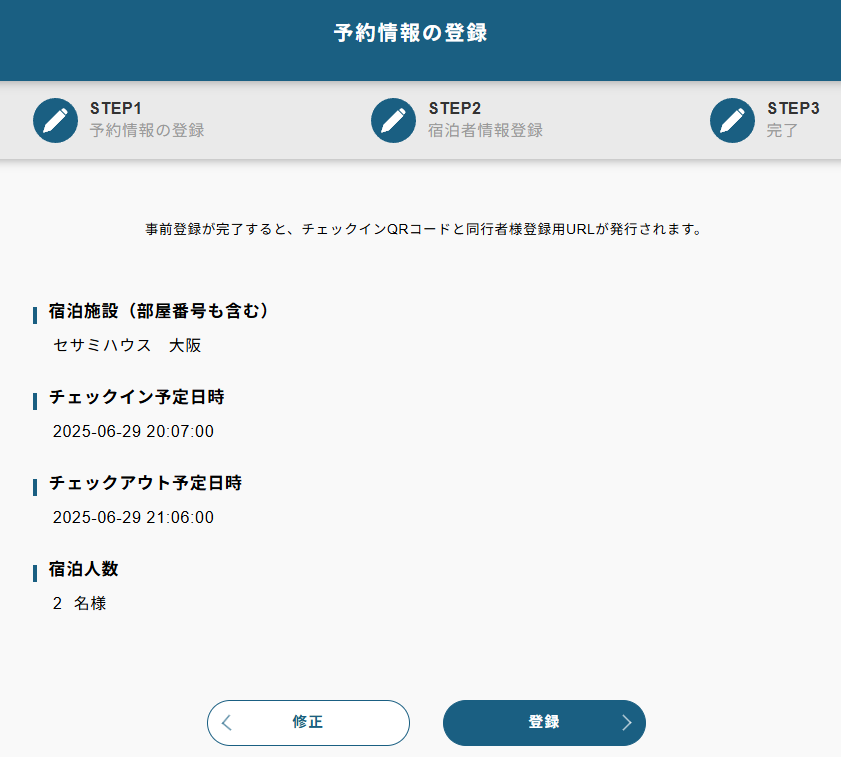 予約情報の登録
STEP1
予約情報の登録
STEP2
宿泊者情報登録
STEP3
完了
事前登録が完了すると、チェックインQRコードと同行者様登録用URLが発行されます。
宿泊施設（部屋番号も含む）
セサミハウス　大阪
チェックイン予定日時
2025-06-29 20:07:00
チェックアウト予定日時
2025-06-29 21:06:00
宿泊人数
2 名様
修正
登録